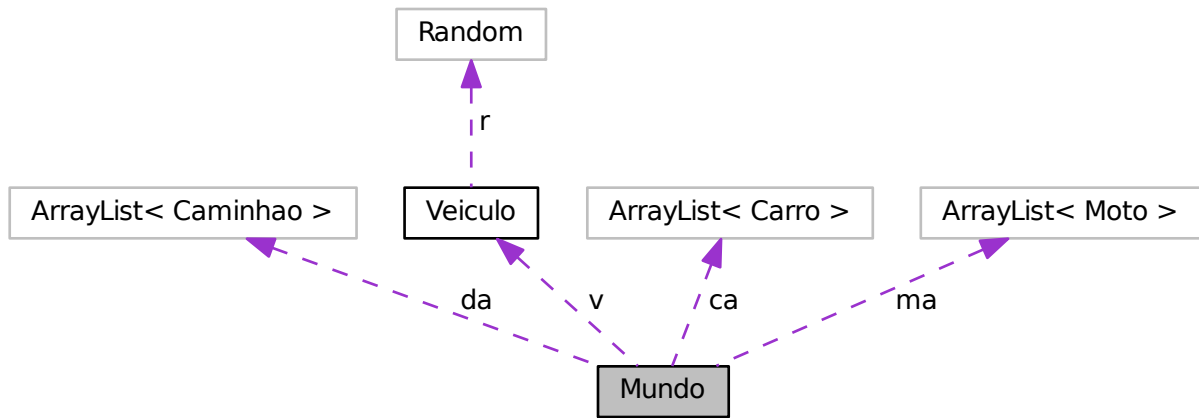 Random
r
ArrayList< Caminhao >
Veiculo
ArrayList< Carro >
ArrayList< Moto >
da
v
ca
ma
Mundo